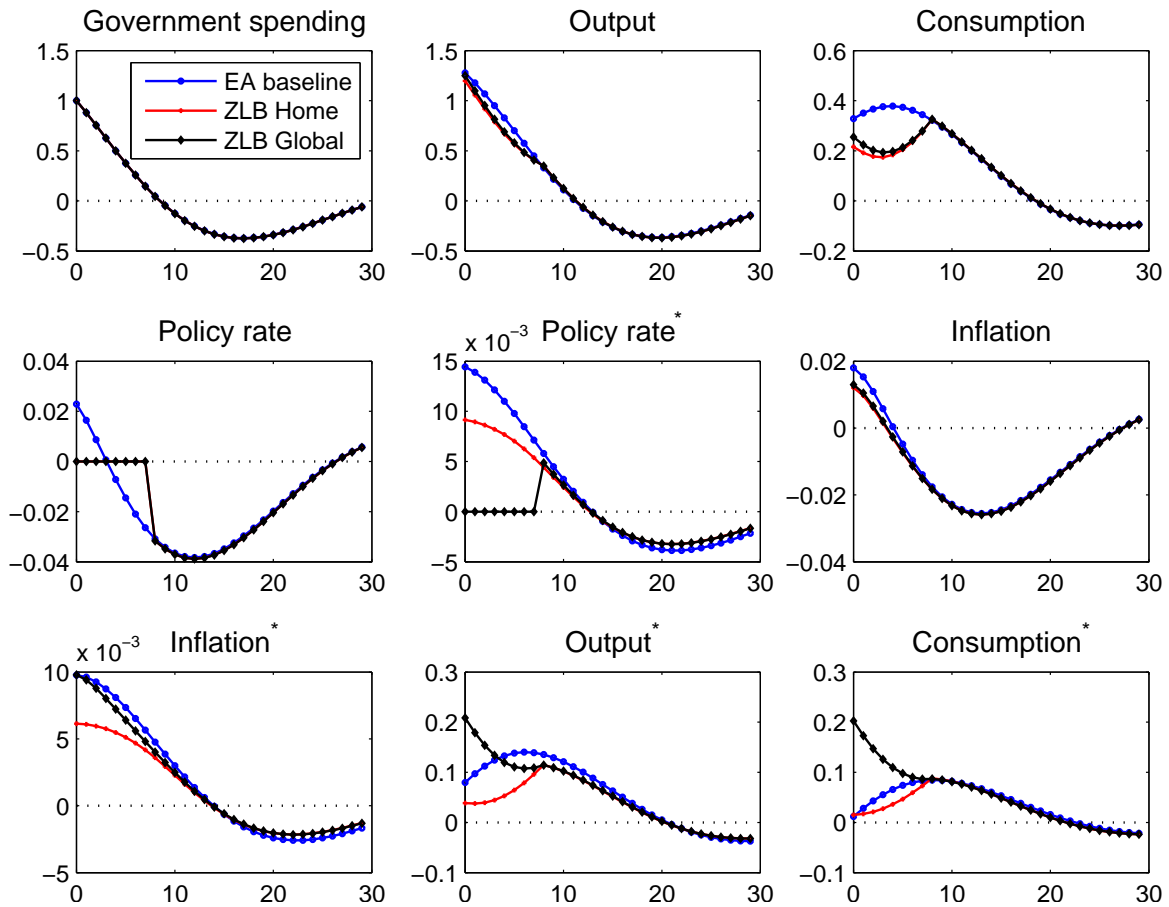 Government spending
1.5
1
0.5
0
−0.5
0 10 20 30
EA baseline
ZLB Home
ZLB Global
Output
1.5
1
0.5
0
−0.5
0 10 20 30
Consumption
0.6
0.4
0.2
0
−0.2
0 10 20 30
Policy rate
0.04
0.02
0
−0.02
−0.04
0 10 20 30
Policy rate*
x 10−3
15
10
5
0
−5
0 10 20 30
Inflation
0.02
0
−0.02
−0.04
0 10 20 30
Inflation*
x 10−3
10
5
0
−5
0 10 20 30
Output*
0.3
0.2
0.1
0
−0.1
0 10 20 30
Consumption*
0.3
0.2
0.1
0
−0.1
0 10 20 30